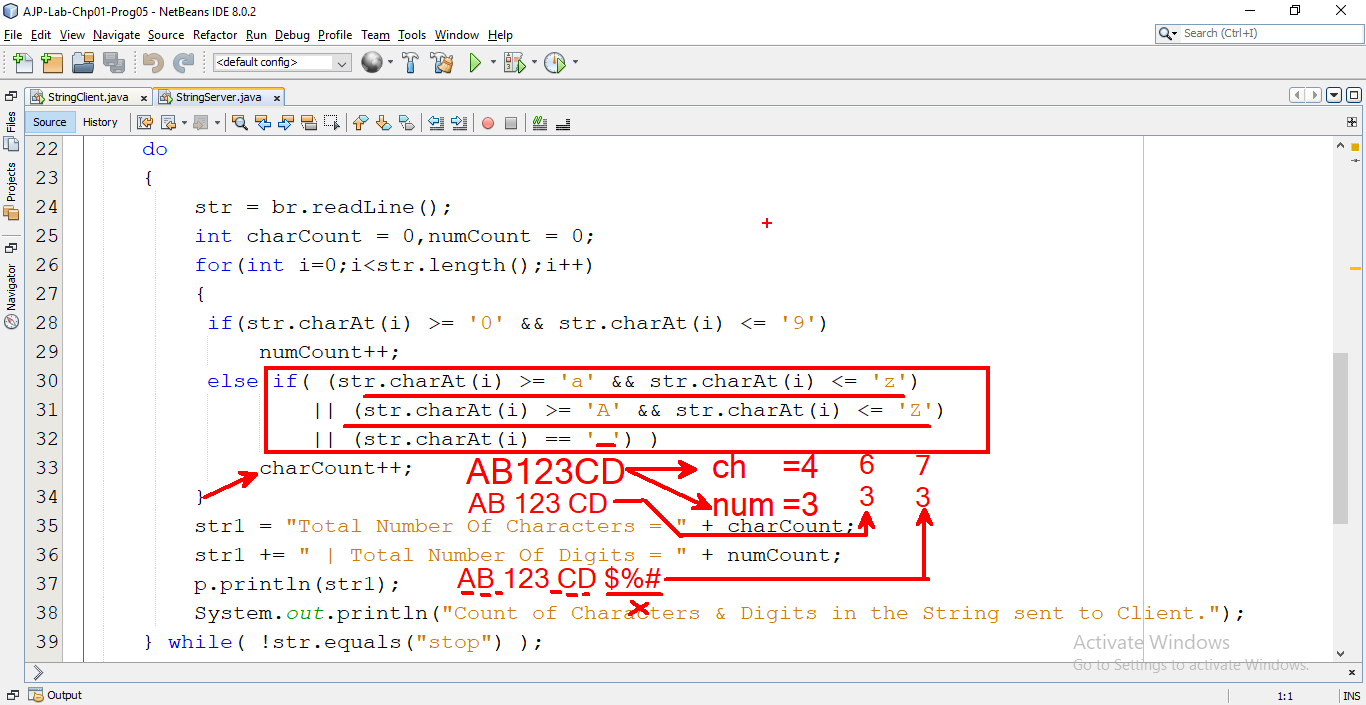 AJP-Lab-Chp01-Prog05 - NetBeans IDE 8.0.2
File Edit View Navigate Source Refactor Run Debug Profile Team Tools Window Help
Search (Ctrl+I)
<default config>
StringClient.java x StringServer.java x
Source History
Files
Projects
Navigator
22 do
23 {
24 str = br.readLine();
25 int charCount = 0,numCount = 0;
26 for(int i=0;i<str.length();i++)
27 {
28 if(str.charAt(i) >= '0' && str.charAt(i) <= '9')
29 numCount++;
30 else if( (str.charAt(i) >= 'a' && str.charAt(i) <= 'z')
31 || (str.charAt(i) >= 'A' && str.charAt(i) <= 'Z')
32 || (str.charAt(i) == ' ') )
33 charCount++;
AB123CD ch =4 6 7
34 }
AB 123 CD num =3 3 3
35 str1 = "Total Number Of Characters = " + charCount;
36 str1 += " | Total Number Of Digits = " + numCount;
37 p.println(str1);
AB 123 CD $%#
38 System.out.println("Count of Characters & Digits in the String sent to Client.");
39 } while( !str.equals("stop") );
Activate Windows
Go to Settings to activate Windows.
Output
1:1 INS